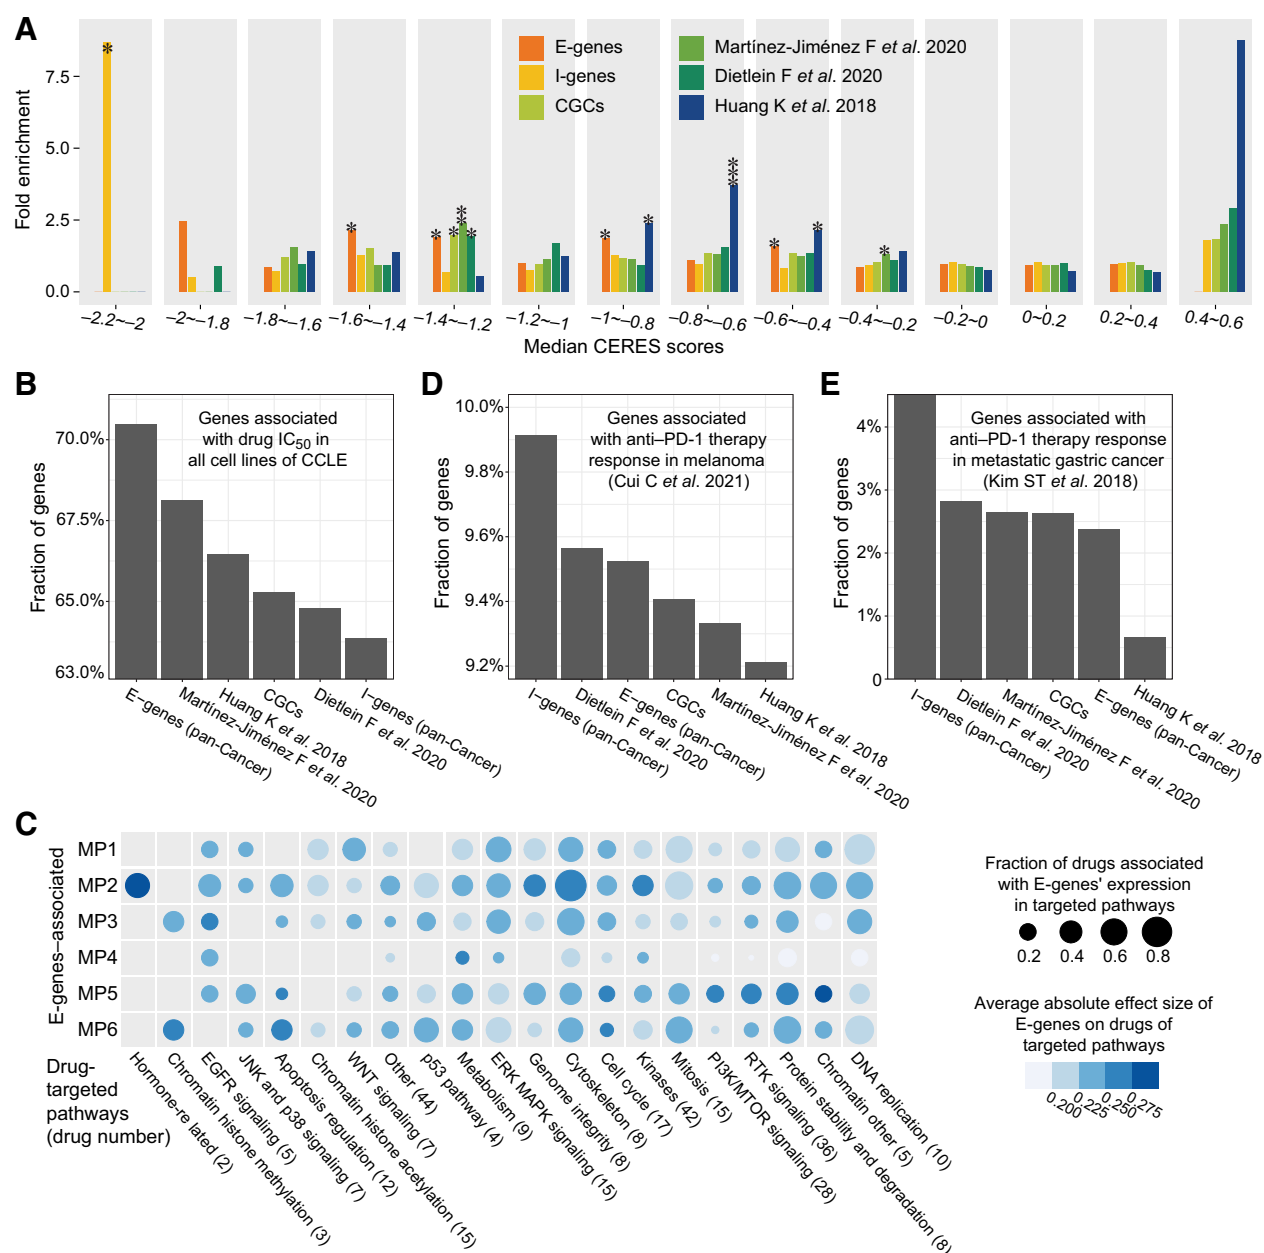 A
Fold enrichment
7.5
5.0
2.5
0.0
E-genes
I-genes
CGCs
Martínez-Jiménez F et al. 2020
Dietlein F et al. 2020
Huang K et al. 2018
*
*
*
*
**
*
*
*
***
*
*
*
−2.2~−2
−2~−1.8
−1.8~−1.6
−1.6~−1.4
−1.4~−1.2
−1.2~−1
−1~−0.8
−0.8~−0.6
−0.6~−0.4
−0.4~−0.2
−0.2~0
0~0.2
0.2~0.4
0.4~0.6
Median CERES scores
B
Fraction of genes
70.0%
67.5%
65.0%
63.0%
Genes associated
with drug IC50 in
all cell lines of CCLE
E−genes (pan-Cancer)
Martínez-Jiménez F et al. 2020
Huang K et al. 2018
CGCs
Dietlein F et al. 2020
I−genes (pan-Cancer)
D
Fraction of genes
10.0%
9.8%
9.6%
9.4%
9.2%
Genes associated
with anti–PD-1 therapy
response in melanoma
(Cui C et al. 2021)
I−genes (pan-Cancer)
Dietlein F et al. 2020
E−genes (pan-Cancer)
CGCs
Martínez-Jiménez F et al. 2020
Huang K et al. 2018
E
Fraction of genes
4%
3%
2%
1%
0
Genes associated with
anti–PD-1 therapy response
in metastatic gastric cancer
(Kim ST et al. 2018)
I−genes (pan-Cancer)
Dietlein F et al. 2020
Martínez-Jiménez F et al. 2020
CGCs
E−genes (pan-Cancer)
Huang K et al. 2018
C
E-genes–associated
MP1
MP2
MP3
MP4
MP5
MP6
Drug-
targeted
pathways
(drug number)
Hormone-re lated (2)
Chromatin histone methylation (3)
EGFR signaling (5)
JNK and p38 signaling (7)
Apoptosis regulation (12)
Chromatin histone acetylation (15)
WNT signaling (7)
Other (44)
p53 pathway (4)
Metabolism (9)
ERK MAPK signaling (15)
Genome integrity (8)
Cytoskeleton (8)
Cell cycle (17)
Kinases (42)
Mitosis (15)
PI3K/MTOR signaling (28)
RTK signaling (36)
Protein stability and degradation (8)
Chromatin other (5)
DNA replication (10)
Fraction of drugs associated
with E-genes' expression
in targeted pathways
0.2 0.4 0.6 0.8
Average absolute effect size of
E-genes on drugs of
targeted pathways
0.200 0.225 0.250 0.275